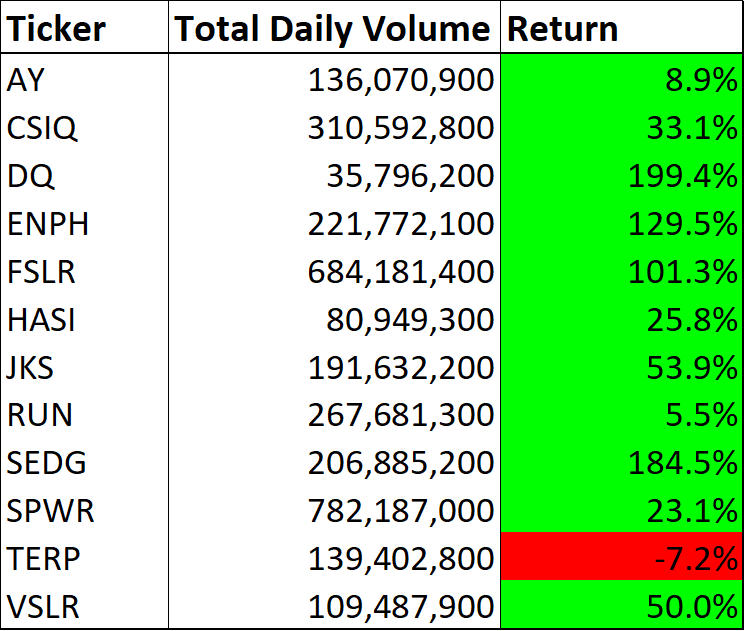 Ticker Total Daily Volume Return
AY 136,070,900 8.9%
CSIQ 310,592,800 33.1%
DQ 35,796,200 199.4%
ENPH 221,772,100 129.5%
FSLR 684,181,400 101.3%
HASI 80,949,300 25.8%
JKS 191,632,200 53.9%
RUN 267,681,300 5.5%
SEDG 206,885,200 184.5%
SPWR 782,187,000 23.1%
TERP 139,402,800 -7.2%
VSLR 109,487,900 50.0%